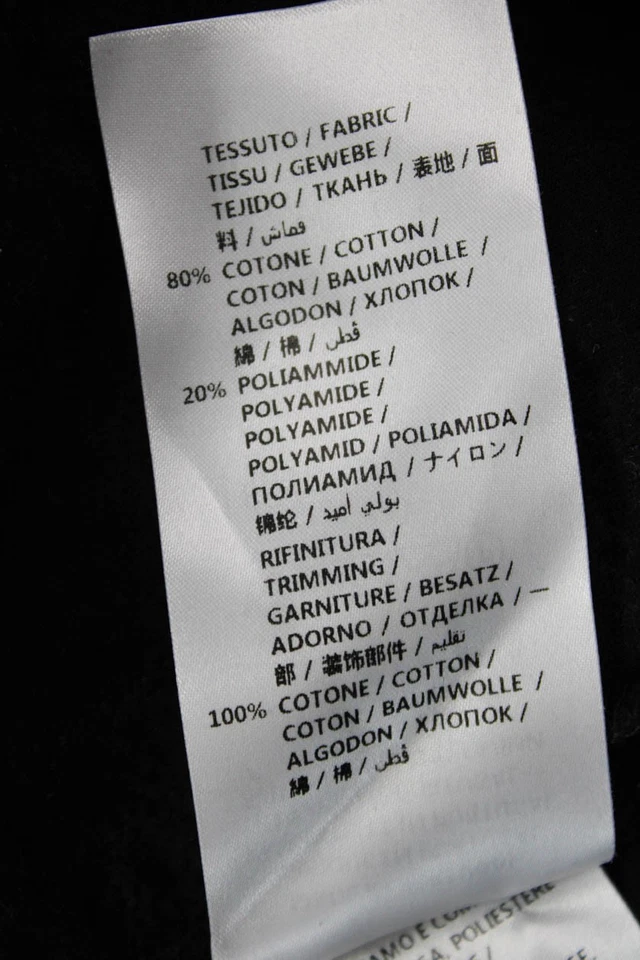 TESSUTO / FABRIC /
TISSU / GEWEBE /
TEJIDO / ТКАНЬ / 表地 / 面
料 / قماش
80% COTONE / COTTON /
COTON / BAUMWOLLE /
ALGODON / ХЛОПОК /
綿 / 棉 / قطن
20% POLIAMMIDE /
POLYAMIDE /
POLYAMIDE /
POLYAMID / POLIAMIDA /
ПОЛИАМИД / ナイロン /
锦纶 / بولي أميد
RIFINITURA /
TRIMMING /
GARNITURE / BESATZ /
ADORNO / ОТДЕЛКА / 一
部 / 装饰部件 / تقليم
100% COTONE / COTTON /
COTON / BAUMWOLLE /
ALGODON / ХЛОПОК /
綿 / 棉 / قطن
POLIESTERE